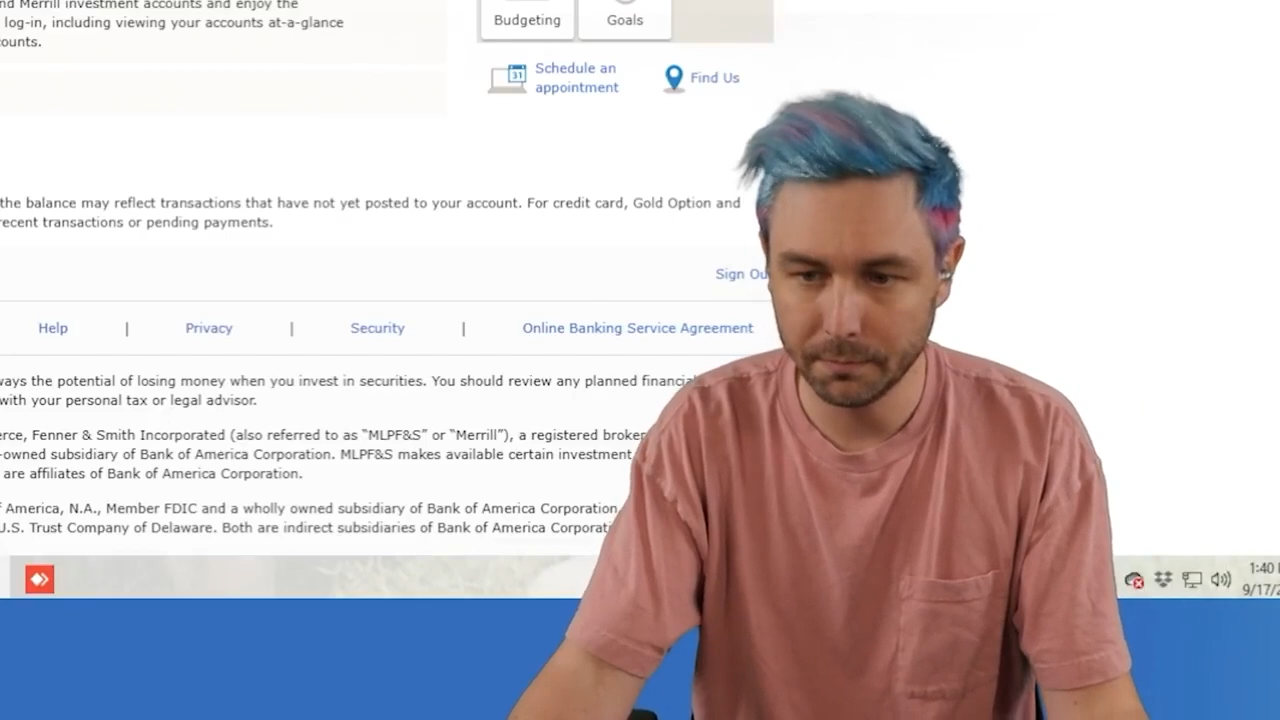 nd Merrill investment accounts and enjoy the
log-in, including viewing your accounts at-a-glance
ounts.
Budgeting
Goals
Schedule an
appointment
Find Us
31
the balance may reflect transactions that have not yet posted to your account. For credit card, Gold Option and
recent transactions or pending payments.
Sign Ou
Help | Privacy | Security | Online Banking Service Agreement
ways the potential of losing money when you invest in securities. You should review any planned financial
with your personal tax or legal advisor.
erce, Fenner & Smith Incorporated (also referred to as “MLPF&S” or “Merrill”), a registered broker
-owned subsidiary of Bank of America Corporation. MLPF&S makes available certain investment
are affiliates of Bank of America Corporation.
f America, N.A., Member FDIC and a wholly owned subsidiary of Bank of America Corporation.
U.S. Trust Company of Delaware. Both are indirect subsidiaries of Bank of America Corporati
1:40
9/17/2